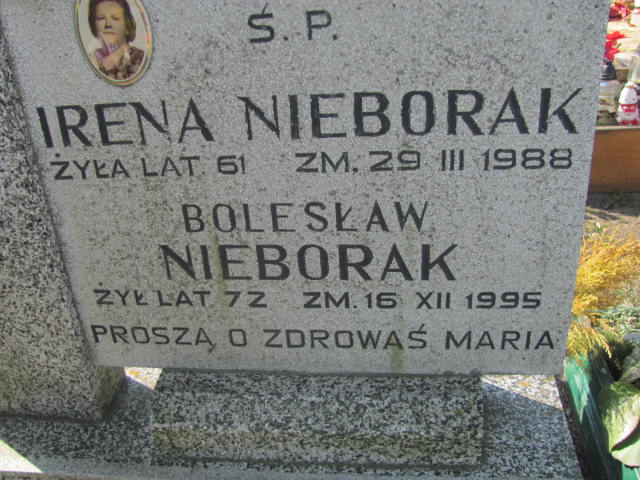 Ś.P.
IRENA NIEBORAK
ŻYŁA LAT 61 ZM. 29 III 1988
BOLESŁAW
NIEBORAK
ŻYŁ LAT 72 ZM. 16 XII 1995
PROSZĄ O ZDROWAŚ MARIA